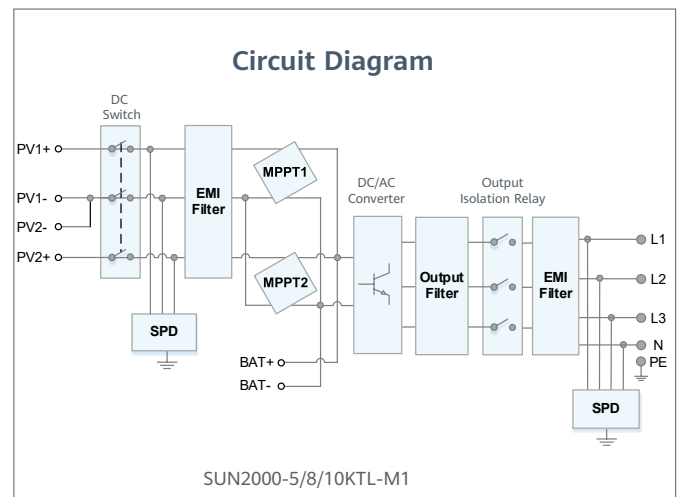 Circuit Diagram
DC
Switch
PV1+
PV1-
PV2-
PV2+
EMI
Filter
MPPT1
MPPT2
SPD
BAT+
BAT-
DC/AC
Converter
Output
Filter
Output
Isolation Relay
EMI
Filter
L1
L2
L3
N
PE
SPD
SUN2000-5/8/10KTL-M1